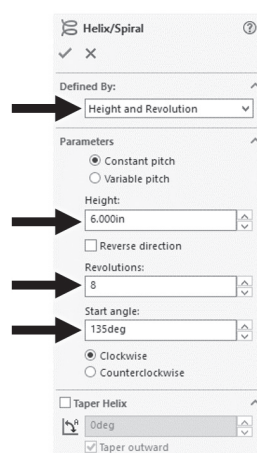 Helix/Spiral
Defined By:
Height and Revolution
Parameters
Constant pitch
Variable pitch
Height:
6.000in
Reverse direction
Revolutions:
8
Start angle:
135deg
Clockwise
Counterclockwise
Taper Helix
A
0deg
Taper outward